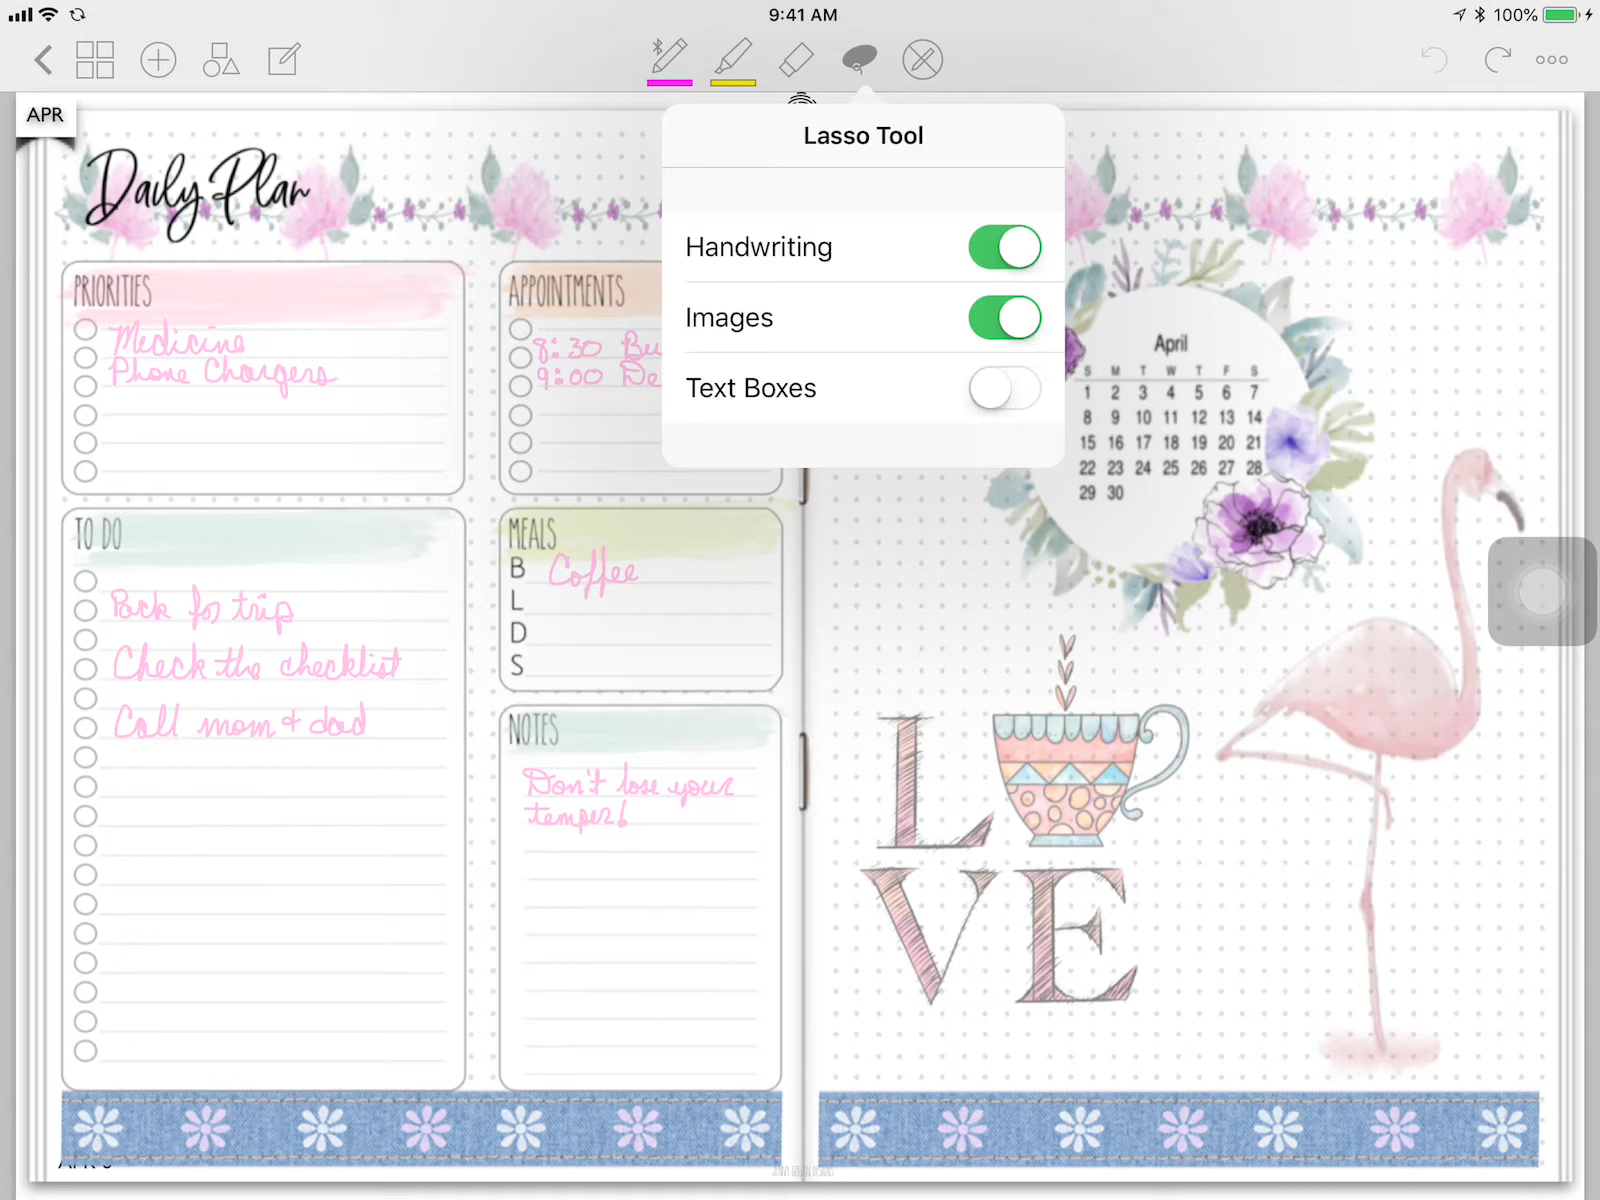 9:41 AM
100%
APR
Lasso Tool
Handwriting
Images
Text Boxes
Daily Plan
PRIORITIES
Medicine
Phone Chargers
APPOINTMENTS
8:30 Bu
9:00 De
TO DO
Pack for trip
Check the checklist
Call mom & dad
MEALS
B Coffee
L
D
S
NOTES
Don't lose your
temper!
April
S M T W T F S
1 2 3 4 5 6 7
8 9 10 11 12 13 14
15 16 17 18 19 20 21
22 23 24 25 26 27 28
29 30
L
VE